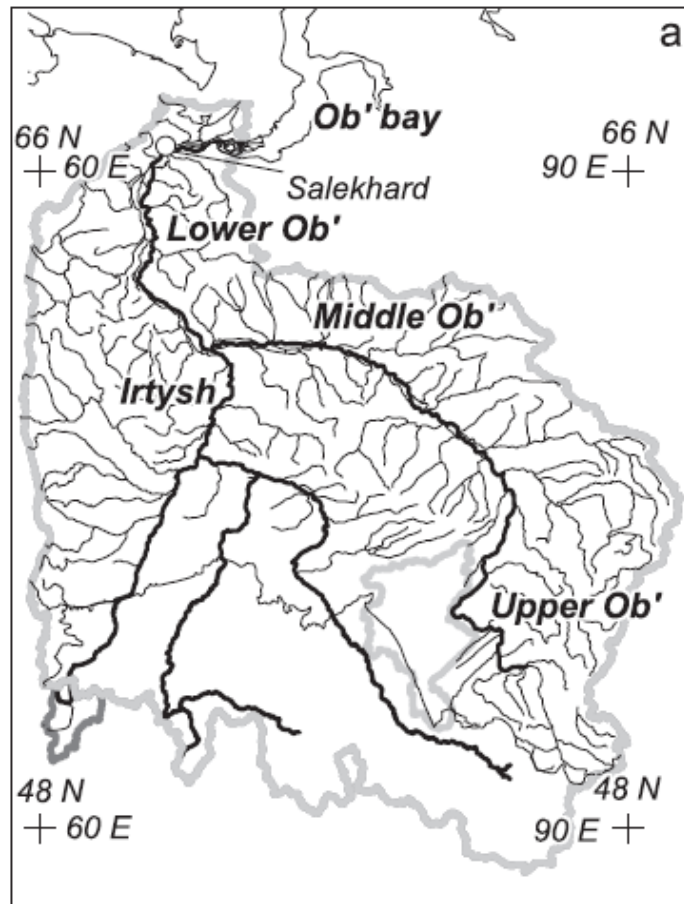 a
Ob' bay
66 N
66 N
60 E
90 E
Salekhard
Lower Ob'
Middle Ob'
Irtysh
Upper Ob'
48 N
48 N
60 E
90 E